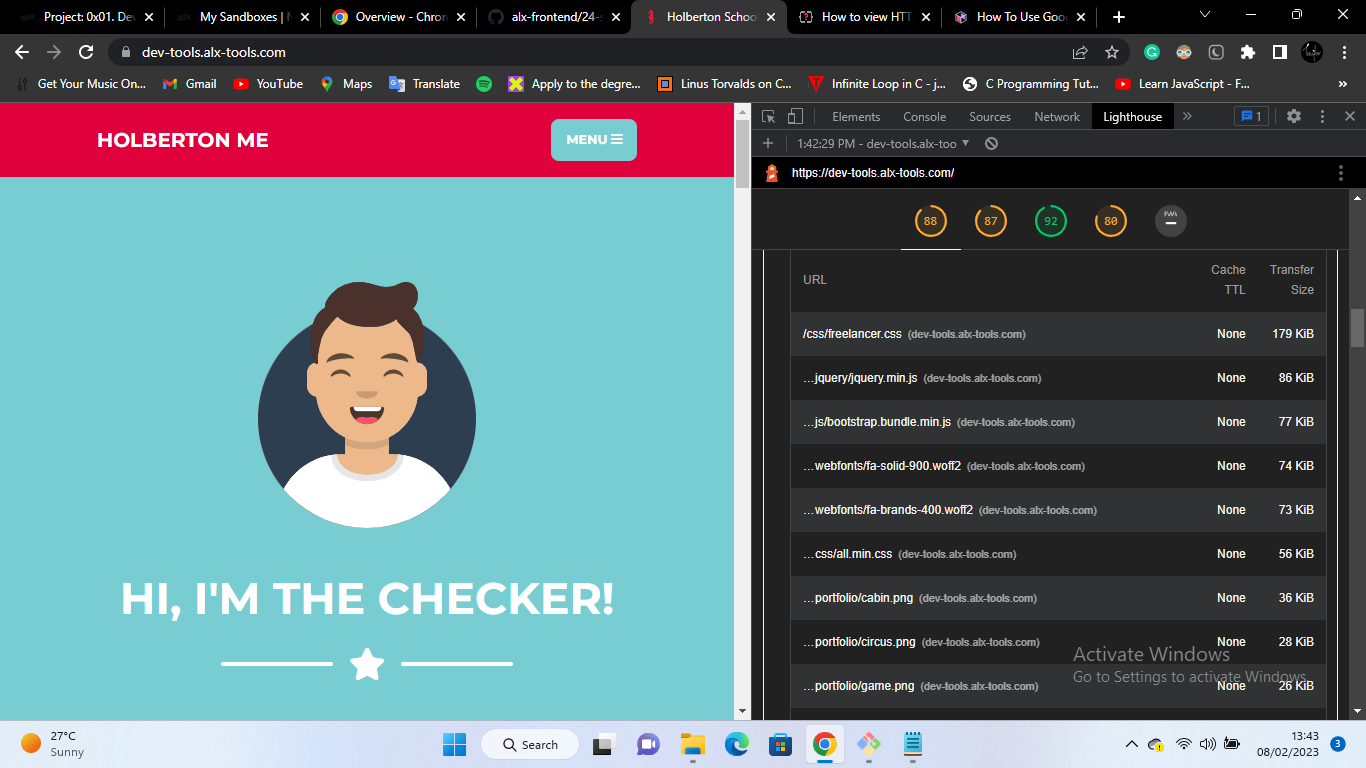 Project: 0x01. Dev
My Sandboxes | N
Overview - Chron
alx-frontend/24-s
Holberton Schoo
How to view HTT
How To Use Goo
dev-tools.alx-tools.com
Get Your Music On...
Gmail
YouTube
Maps
Translate
Apply to the degre...
Linus Torvalds on C...
Infinite Loop in C - j...
C Programming Tut...
Learn JavaScript - F...
»
HOLBERTON ME
MENU
HI, I'M THE CHECKER!
Elements Console Sources Network Lighthouse » 1
1:42:29 PM - dev-tools.alx-too
https://dev-tools.alx-tools.com/
88 87 92 80 PWA
URL Cache TTL Transfer Size
/css/freelancer.css (dev-tools.alx-tools.com) None 179 KiB
…jquery/jquery.min.js (dev-tools.alx-tools.com) None 86 KiB
…js/bootstrap.bundle.min.js (dev-tools.alx-tools.com) None 77 KiB
…webfonts/fa-solid-900.woff2 (dev-tools.alx-tools.com) None 74 KiB
…webfonts/fa-brands-400.woff2 (dev-tools.alx-tools.com) None 73 KiB
…css/all.min.css (dev-tools.alx-tools.com) None 56 KiB
…portfolio/cabin.png (dev-tools.alx-tools.com) None 36 KiB
…portfolio/circus.png (dev-tools.alx-tools.com) None 28 KiB
…portfolio/game.png (dev-tools.alx-tools.com) None 26 KiB
Activate Windows
Go to Settings to activate Windows.
27°C
Sunny
Search
13:43
08/02/2023
3